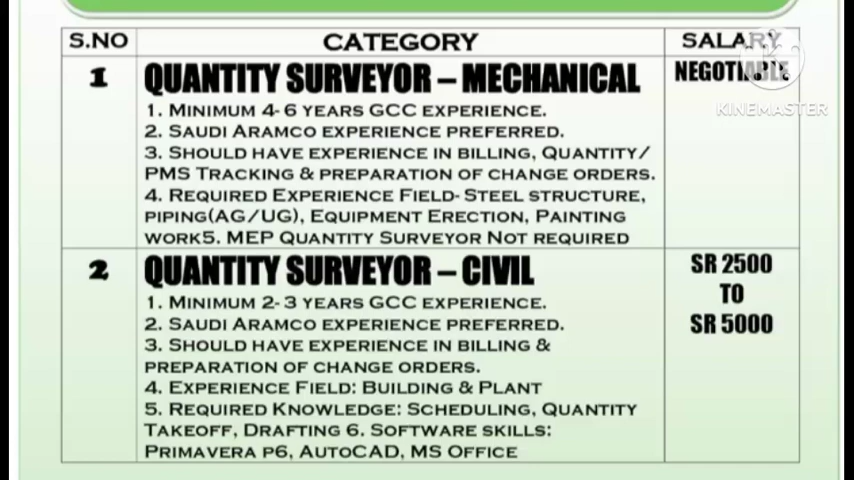 S.NO CATEGORY SALARY
1 QUANTITY SURVEYOR – MECHANICAL NEGOTIABLE
1. MINIMUM 4- 6 YEARS GCC EXPERIENCE.
KINEMASTER
2. SAUDI ARAMCO EXPERIENCE PREFERRED.
3. SHOULD HAVE EXPERIENCE IN BILLING, QUANTITY/
PMS TRACKING & PREPARATION OF CHANGE ORDERS.
4. REQUIRED EXPERIENCE FIELD- STEEL STRUCTURE,
PIPING(AG/UG), EQUIPMENT ERECTION, PAINTING
WORK5. MEP QUANTITY SURVEYOR NOT REQUIRED
2 QUANTITY SURVEYOR – CIVIL SR 2500
TO
SR 5000
1. MINIMUM 2- 3 YEARS GCC EXPERIENCE.
2. SAUDI ARAMCO EXPERIENCE PREFERRED.
3. SHOULD HAVE EXPERIENCE IN BILLING &
PREPARATION OF CHANGE ORDERS.
4. EXPERIENCE FIELD: BUILDING & PLANT
5. REQUIRED KNOWLEDGE: SCHEDULING, QUANTITY
TAKEOFF, DRAFTING 6. SOFTWARE SKILLS:
PRIMAVERA P6, AUTOCAD, MS OFFICE